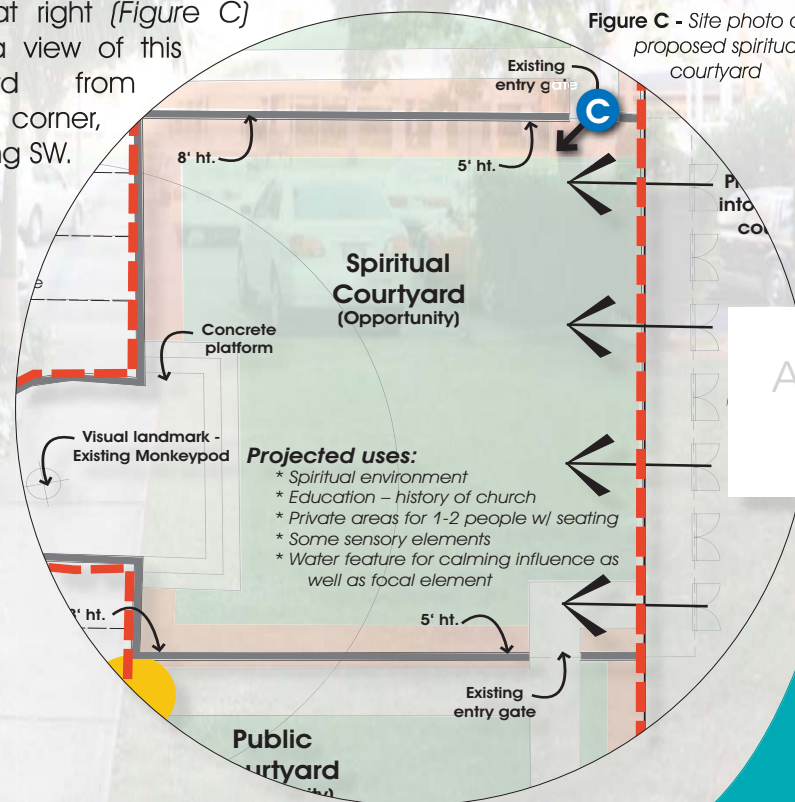 at right (Figure C)
view of this
from
corner,
SW.
Figure C - Site photo
proposed
courtyard
Existing
entry gate
C
8' ht.
5' ht.
Spiritual
Courtyard
(Opportunity)
into
Concrete
platform
A
Visual landmark -
Existing Monkeypod
Projected uses:
* Spiritual environment
* Education – history of church
* Private areas for 1-2 people w/ seating
* Some sensory elements
* Water feature for calming influence as
well as focal element
ht.
5' ht.
Existing
entry gate
Public